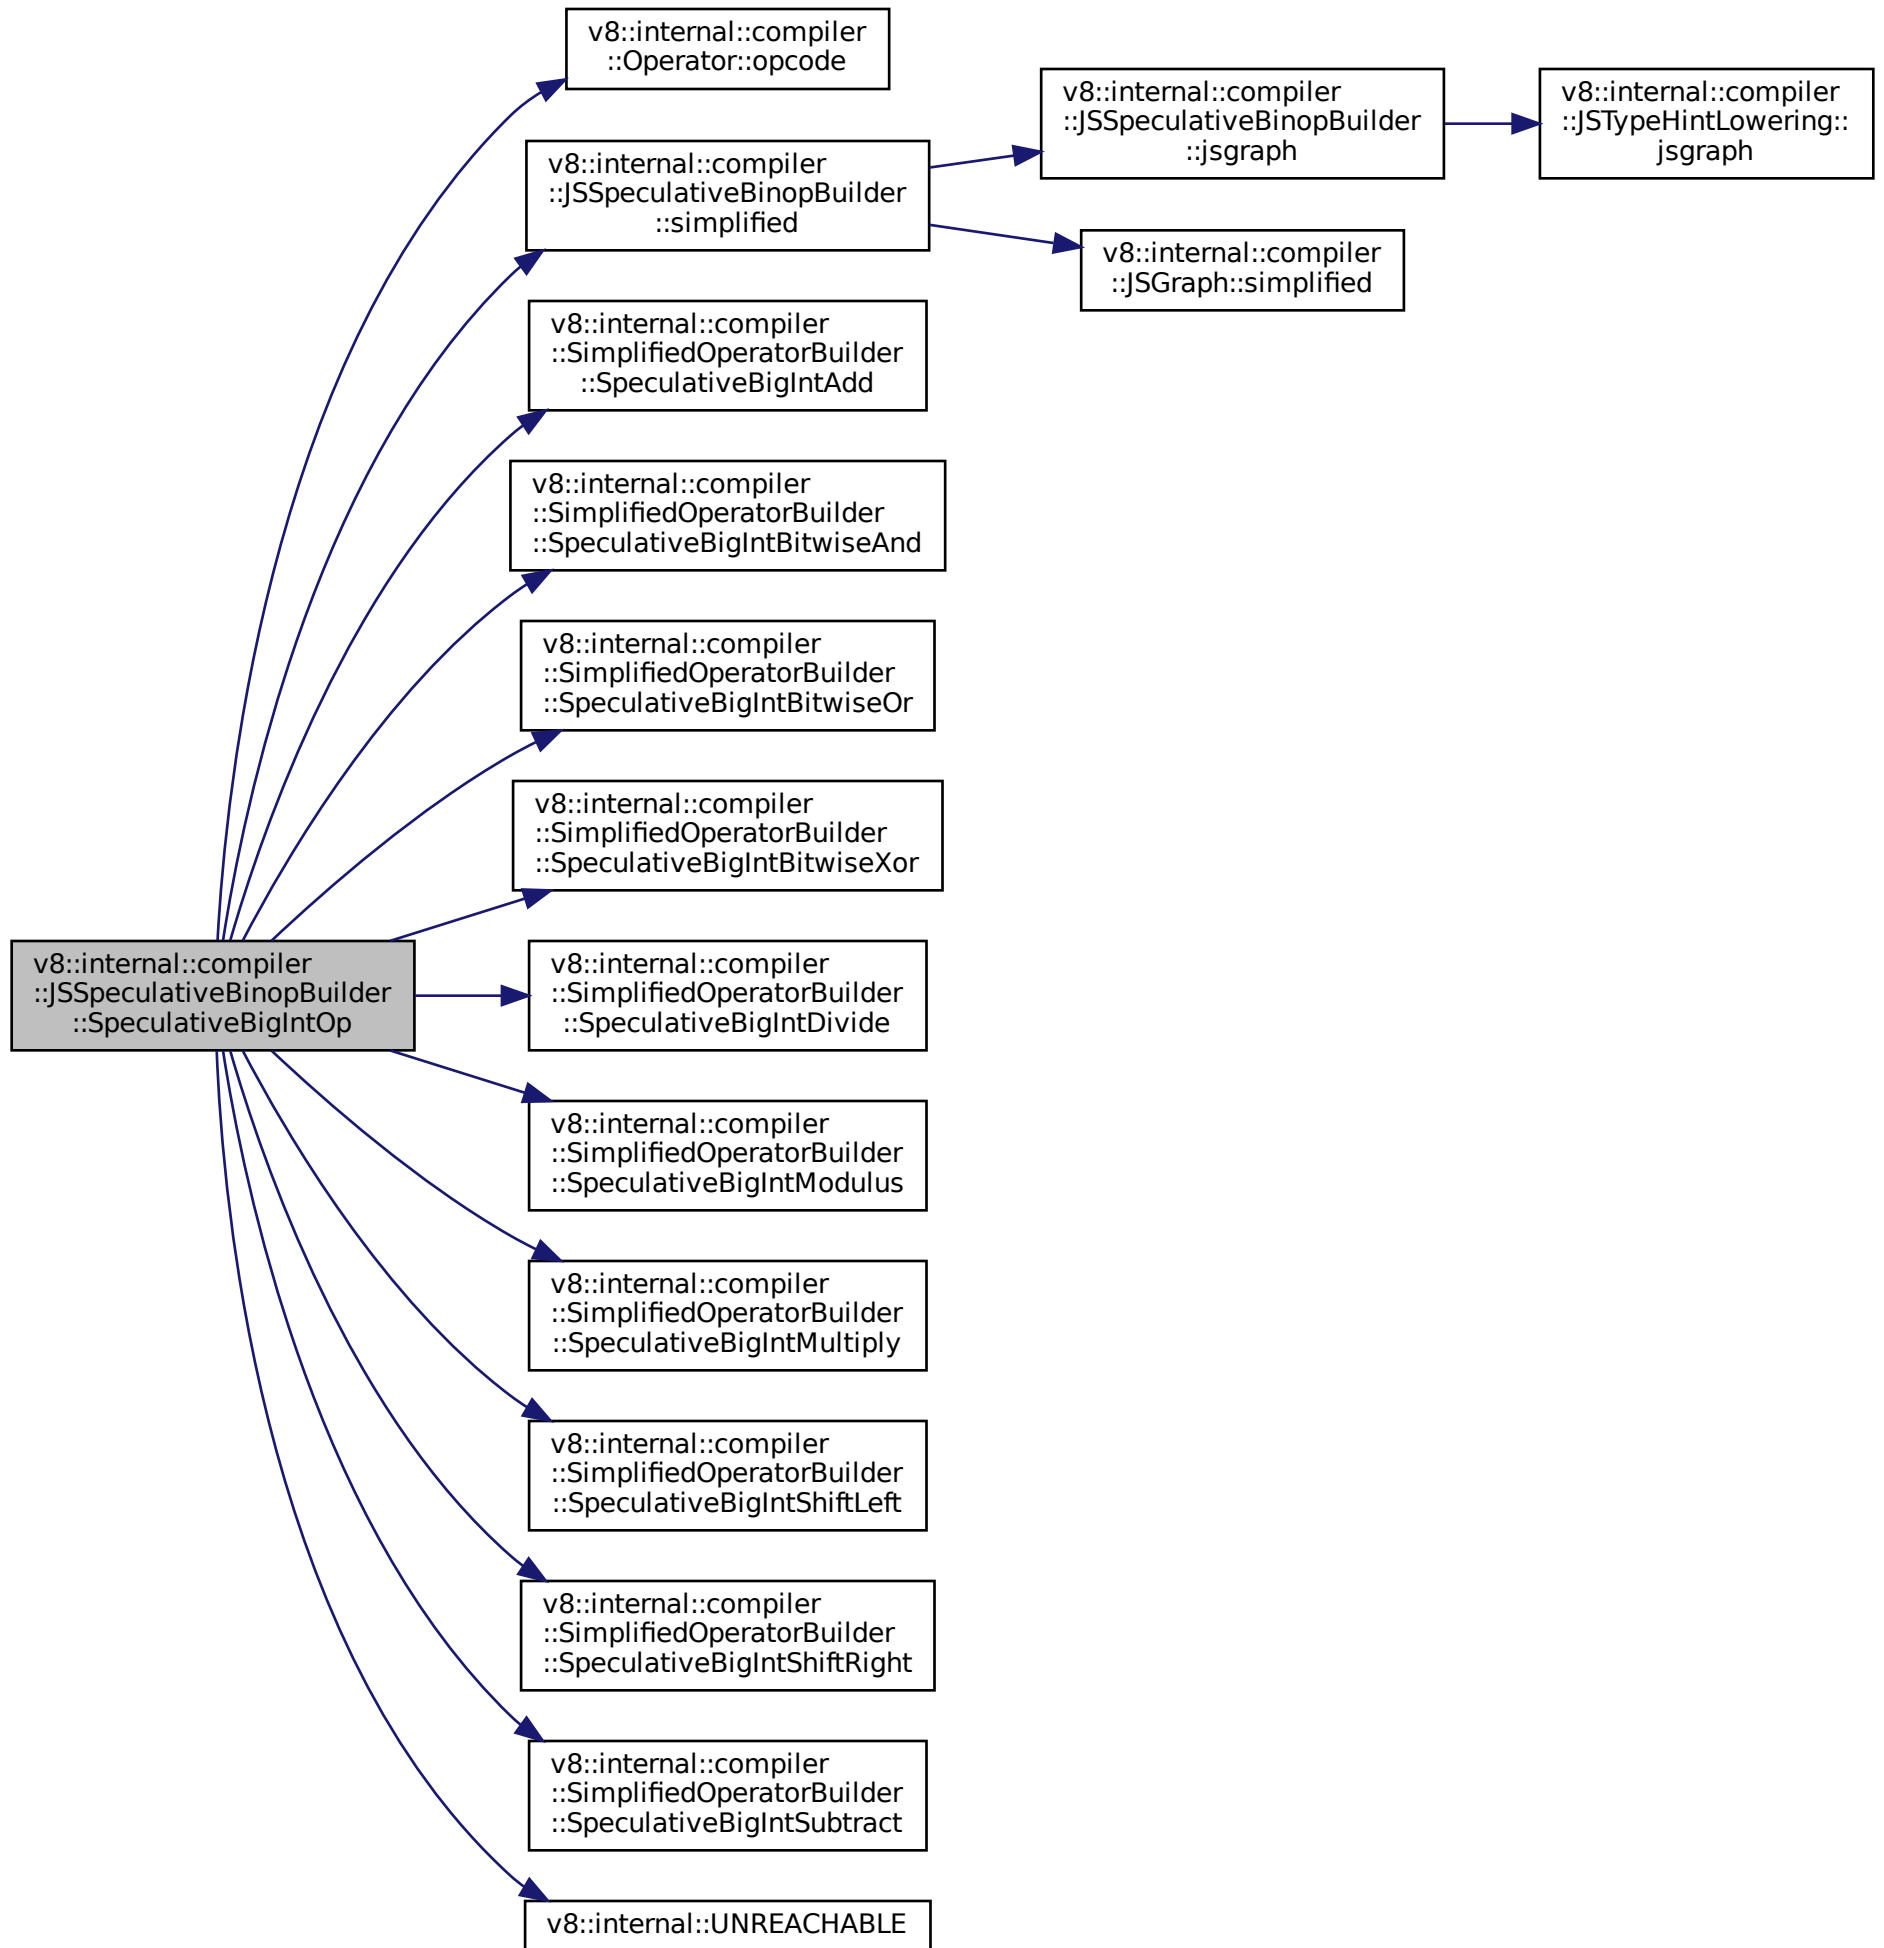 v8::internal::compiler
::Operator::opcode
v8::internal::compiler
::JSSpeculativeBinopBuilder
::jsgraph
v8::internal::compiler
::JSTypeHintLowering::
jsgraph
v8::internal::compiler
::JSSpeculativeBinopBuilder
::simplified
v8::internal::compiler
::JSGraph::simplified
v8::internal::compiler
::SimplifiedOperatorBuilder
::SpeculativeBigIntAdd
v8::internal::compiler
::SimplifiedOperatorBuilder
::SpeculativeBigIntBitwiseAnd
v8::internal::compiler
::SimplifiedOperatorBuilder
::SpeculativeBigIntBitwiseOr
v8::internal::compiler
::SimplifiedOperatorBuilder
::SpeculativeBigIntBitwiseXor
v8::internal::compiler
::JSSpeculativeBinopBuilder
::SpeculativeBigIntOp
v8::internal::compiler
::SimplifiedOperatorBuilder
::SpeculativeBigIntDivide
v8::internal::compiler
::SimplifiedOperatorBuilder
::SpeculativeBigIntModulus
v8::internal::compiler
::SimplifiedOperatorBuilder
::SpeculativeBigIntMultiply
v8::internal::compiler
::SimplifiedOperatorBuilder
::SpeculativeBigIntShiftLeft
v8::internal::compiler
::SimplifiedOperatorBuilder
::SpeculativeBigIntShiftRight
v8::internal::compiler
::SimplifiedOperatorBuilder
::SpeculativeBigIntSubtract
v8::internal::UNREACHABLE